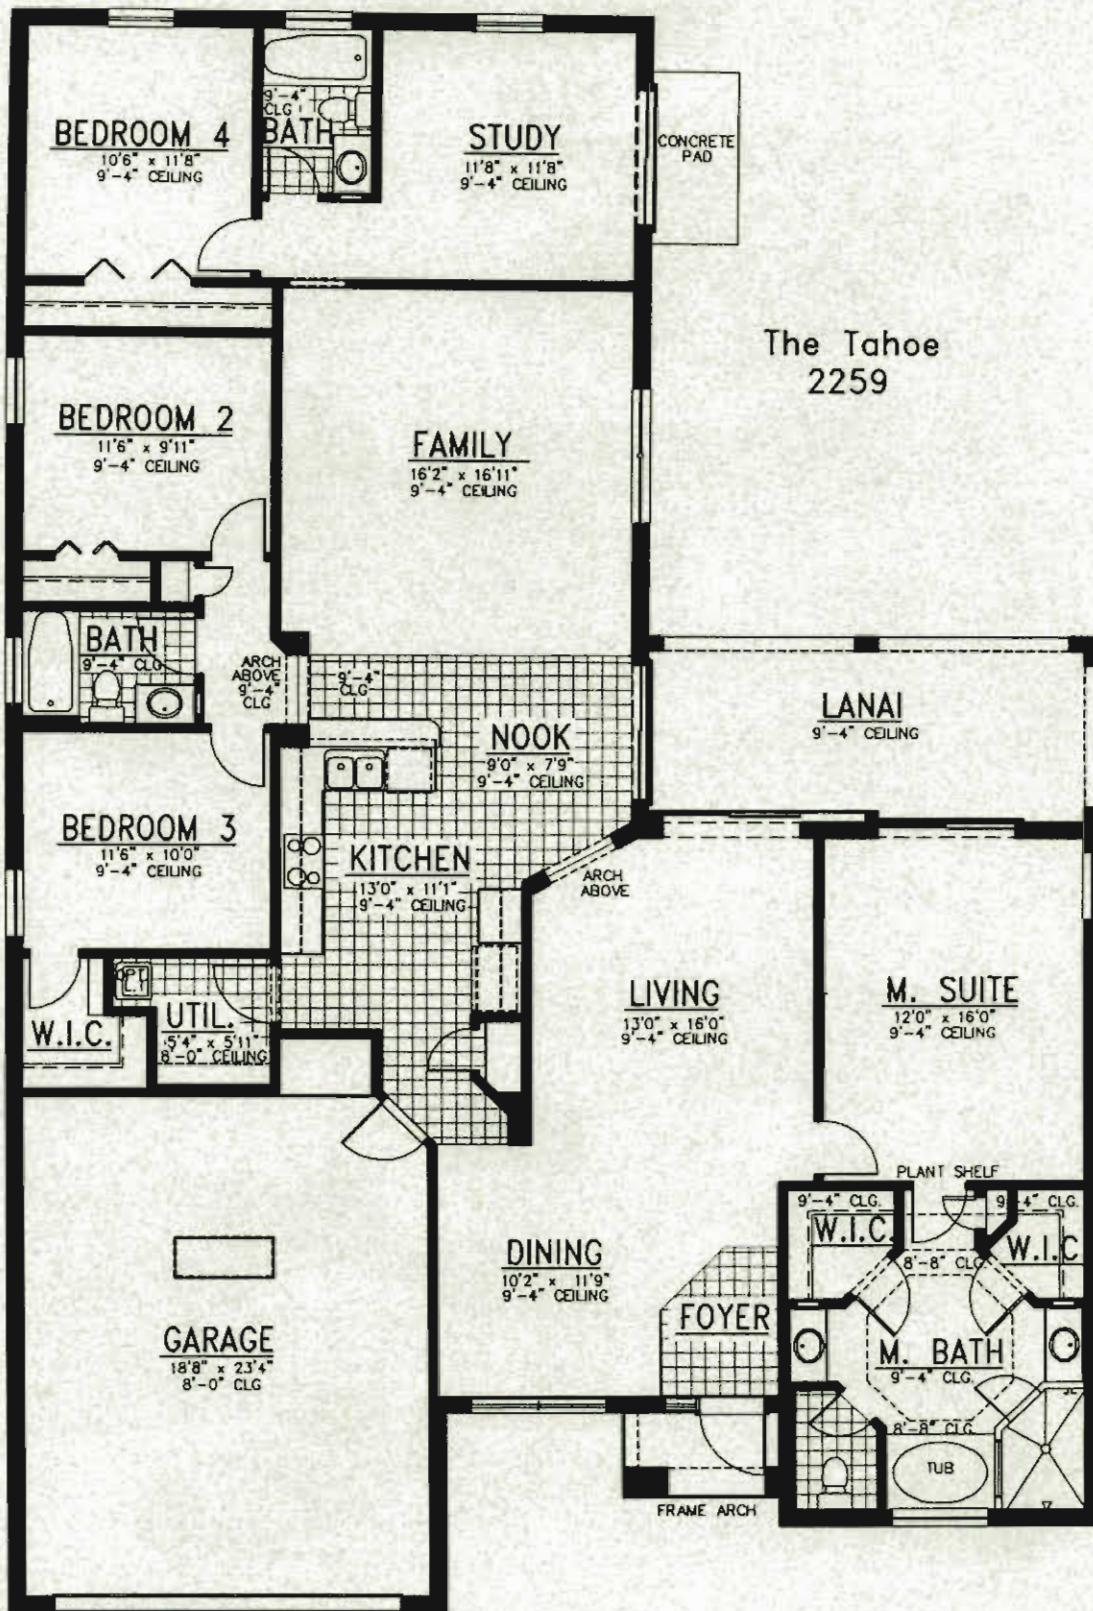 BEDROOM 4
10'6" x 11'8"
9'-4" CEILING
9'-4"
CLG
BATH
STUDY
11'8" x 11'8"
9'-4" CEILING
CONCRETE
PAD
The Tahoe
2259
BEDROOM 2
11'6" x 9'11"
9'-4" CEILING
FAMILY
16'2" x 16'11"
9'-4" CEILING
BATH
9'-4" CLG
ARCH
ABOVE
9'-4"
CLG
9'-4"
CLG
NOOK
9'0" x 7'9"
9'-4" CEILING
LANAI
9'-4" CEILING
BEDROOM 3
11'6" x 10'0"
9'-4" CEILING
KITCHEN
13'0" x 11'1"
9'-4" CEILING
ARCH
ABOVE
W.I.C.
UTIL.
5'4" x 5'11"
8'-0" CEILING
LIVING
13'0" x 16'0"
9'-4" CEILING
M. SUITE
12'0" x 16'0"
9'-4" CEILING
PLANT SHELF
9'-4" CLG.
W.I.C.
9'-4" CLG.
W.I.C
8'-8" CLG
DINING
10'2" x 11'9"
9'-4" CEILING
FOYER
GARAGE
18'8" x 23'4"
8'-0" CLG
M. BATH
9'-4" CLG.
8'-8" CLG.
TUB
FRAME ARCH